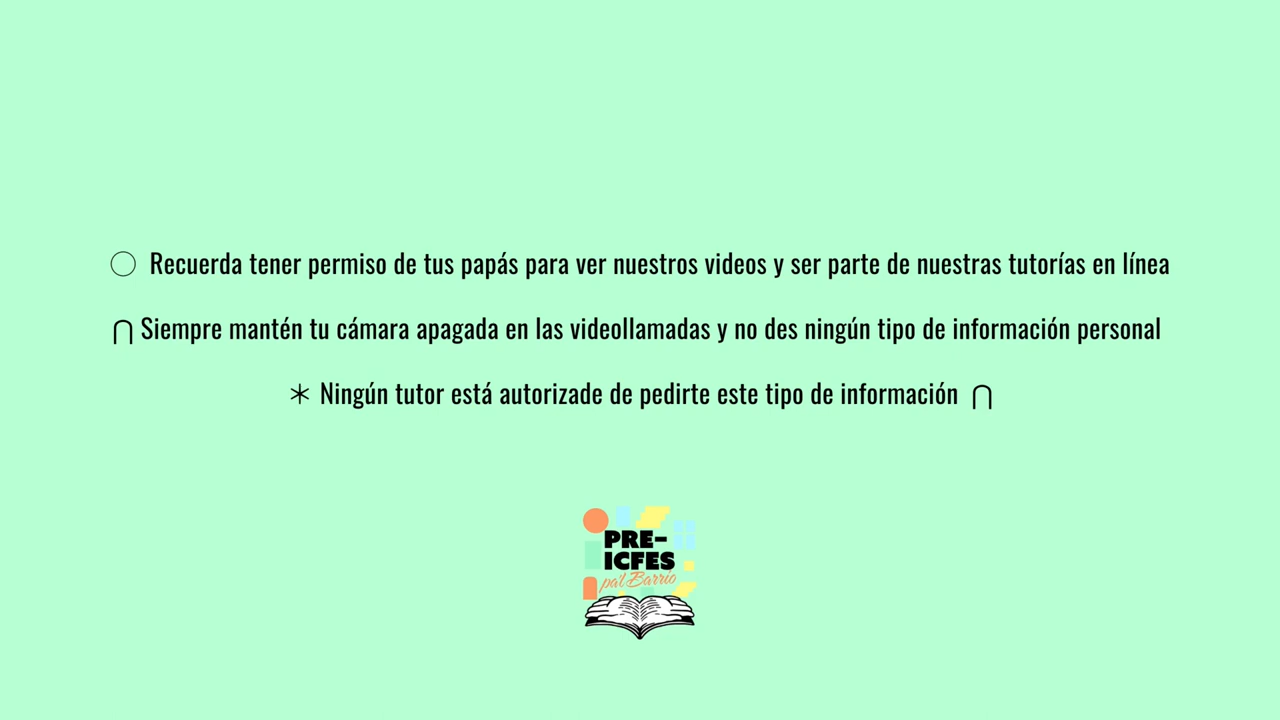 ◯ Recuerda tener permiso de tus papás para ver nuestros videos y ser parte de nuestras tutorías en línea
⋂ Siempre mantén tu cámara apagada en las videollamadas y no des ningún tipo de información personal
＊ Ningún tutor está autorizade de pedirte este tipo de información ⋂
PRE-
ICFES
pa'l Barrio